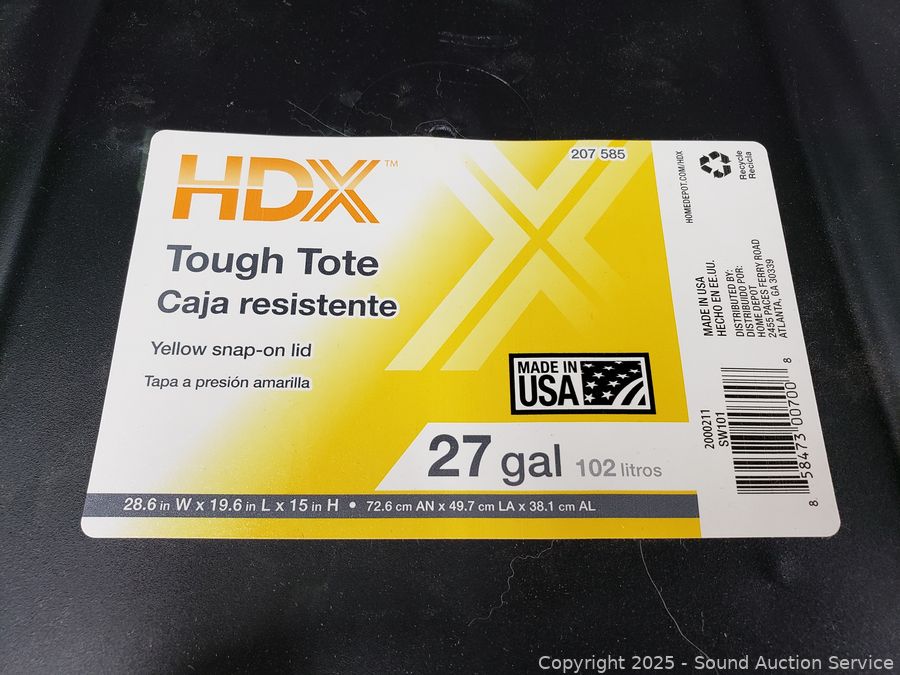 HDX™
207 585
Tough Tote
Caja resistente
Yellow snap-on lid
Tapa a presión amarilla
MADE IN
USA
27 gal 102 litros
28.6 in W x 19.6 in L x 15 in H • 72.6 cm AN x 49.7 cm LA x 38.1 cm AL
HOMEDEPOT.COM/HDX
Recycle
Recicla
MADE IN USA
HECHO EN EE.UU.
DISTRIBUTED BY:
DISTRIBUIDO POR:
HOME DEPOT
2455 PACES FERRY ROAD
ATLANTA, GA 30339
2000211
SW101
8 58473 00700 8
Copyright 2025 - Sound Auction Service